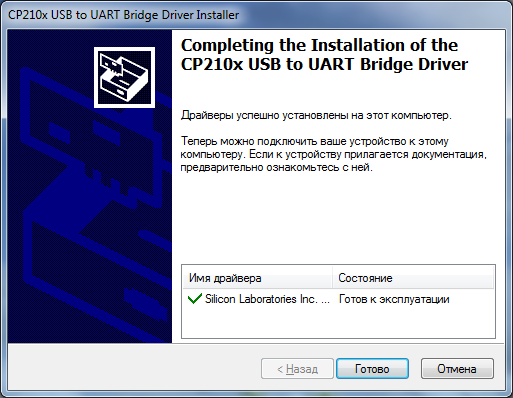 CP210x USB to UART Bridge Driver Installer
Completing the Installation of the
CP210x USB to UART Bridge Driver
Драйверы успешно установлены на этот компьютер.
Теперь можно подключить ваше устройство к этому
компьютеру. Если к устройству прилагается документация,
предварительно ознакомьтесь с ней.
Имя драйвера Состояние
Silicon Laboratories Inc. ... Готов к эксплуатации
< Назад Готово Отмена